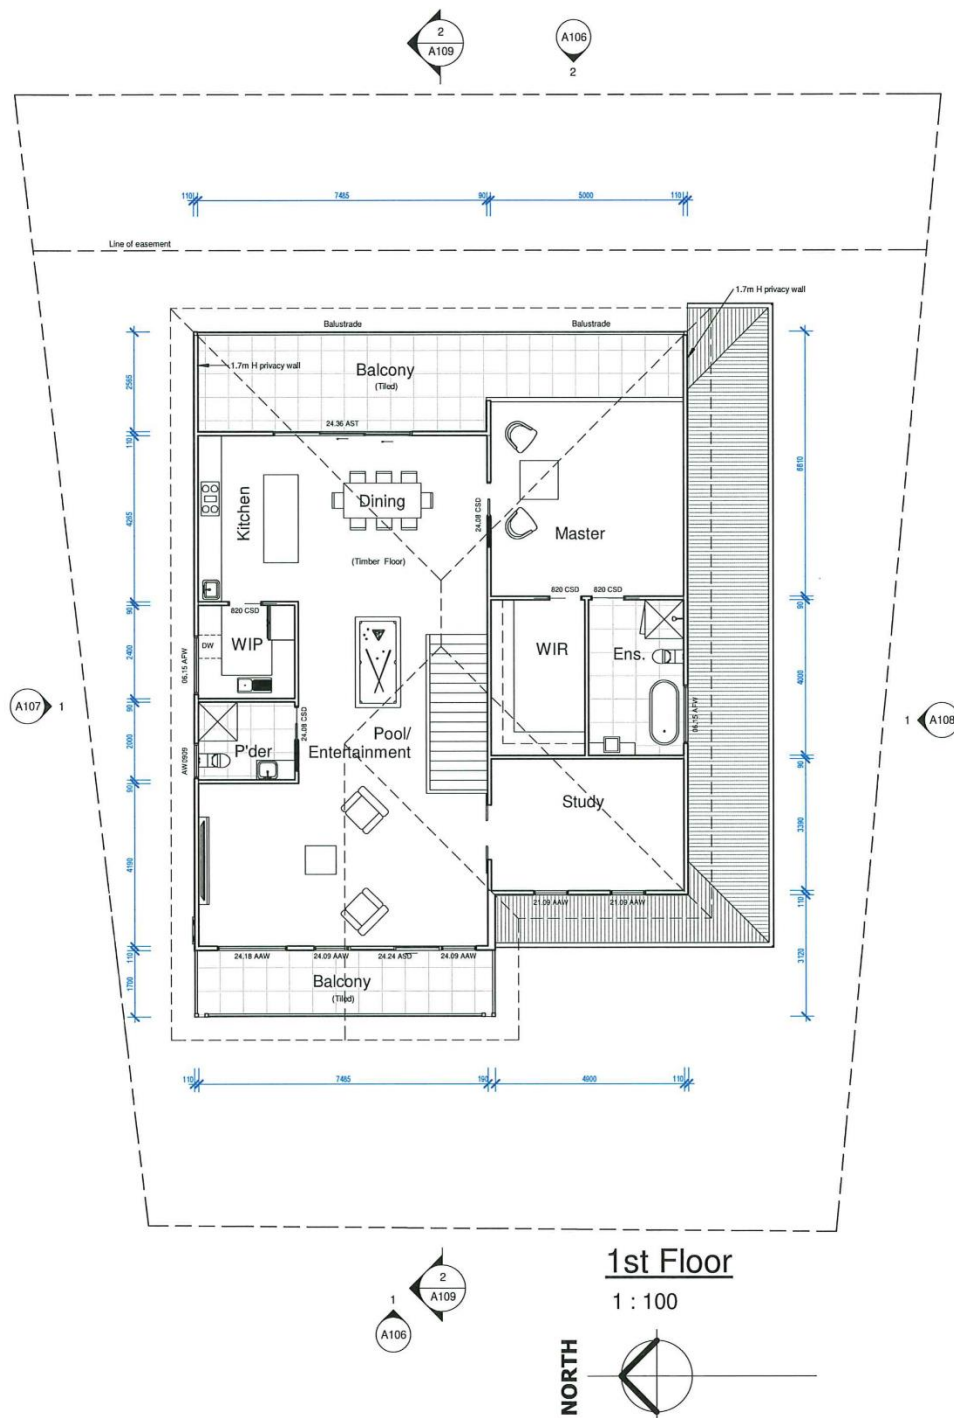 2
A109
A106
2
110 7485 90 5000 110
Line of easement
1.7m H privacy wall
Balustrade Balustrade
1.7m H privacy wall
Balcony
(Tiled)
2565
24.36 AST
110
Kitchen
Dining
24.08 CSD
Master
4265
(Timber Floor)
820 CSD 820 CSD
820 CSD
90
90
DW
WIP
WIR
Ens.
06.15 AFW
2400
4000
A107 1
1 A108
06.15 AFW
90
24.08 CSD
Pool/
Entertainment
P'der
AW0909
2000
90
90
Study
3390
4190
21.09 AAW 21.09 AAW
110
24.18 AAW 24.09 AAW 24.24 ASD 24.09 AAW
110
Balcony
(Tiled)
1700
3120
110 7485 190 4900 110
2
A109
1
A106
1st Floor
1 : 100
NORTH